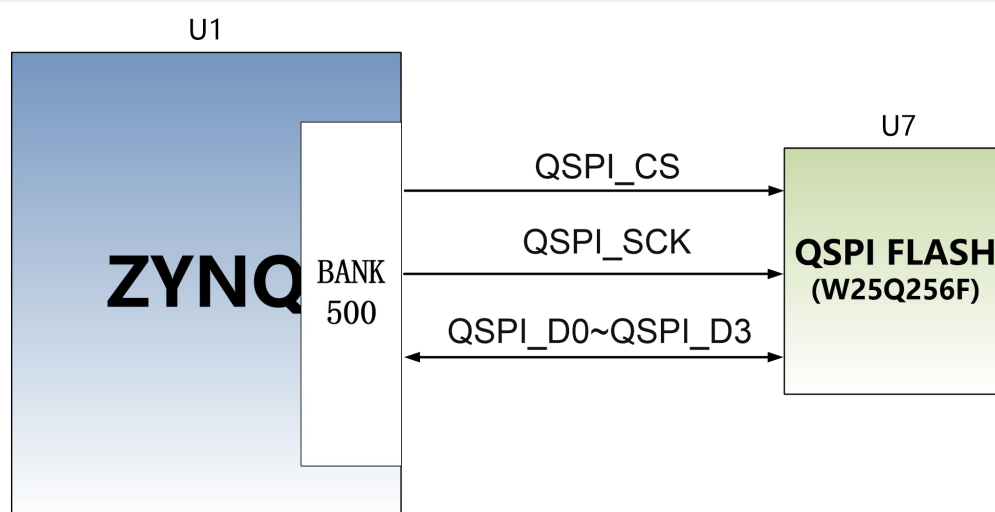 U1
U7
QSPI_CS
QSPI_SCK
ZYNQ
BANK
500
QSPI FLASH
(W25Q256F)
QSPI_D0~QSPI_D3